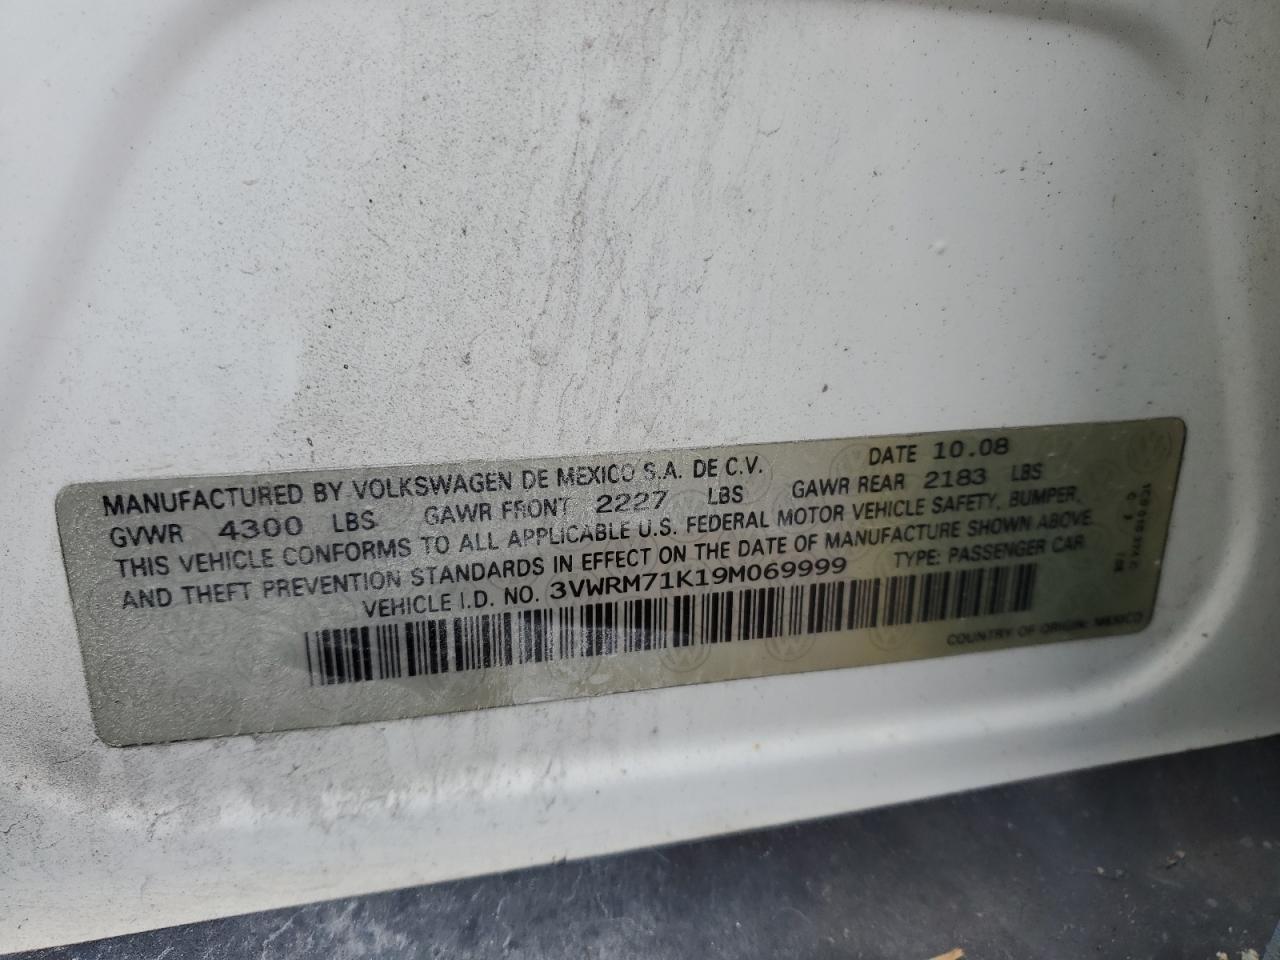 MANUFACTURED BY VOLKSWAGEN DE MEXICO S.A. DE C.V. DATE 10.08
GVWR 4300 LBS GAWR FRONT 2227 LBS GAWR REAR 2183 LBS
THIS VEHICLE CONFORMS TO ALL APPLICABLE U.S. FEDERAL MOTOR VEHICLE SAFETY, BUMPER,
AND THEFT PREVENTION STANDARDS IN EFFECT ON THE DATE OF MANUFACTURE SHOWN ABOVE.
VEHICLE I.D. NO. 3VWRM71K19M069999 TYPE: PASSENGER CAR
COUNTRY OF ORIGIN: MEXICO